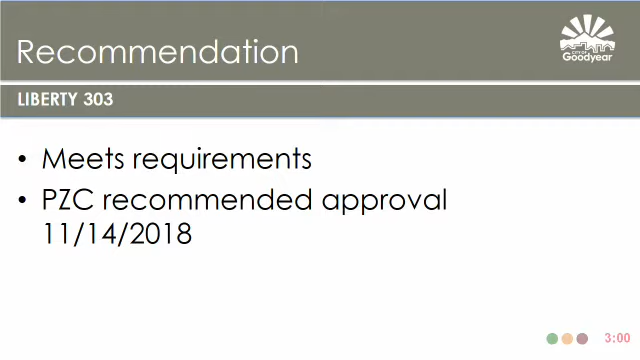 Recommendation
CITY OF
Goodyear
LIBERTY 303
• Meets requirements
• PZC recommended approval
11/14/2018
3:00